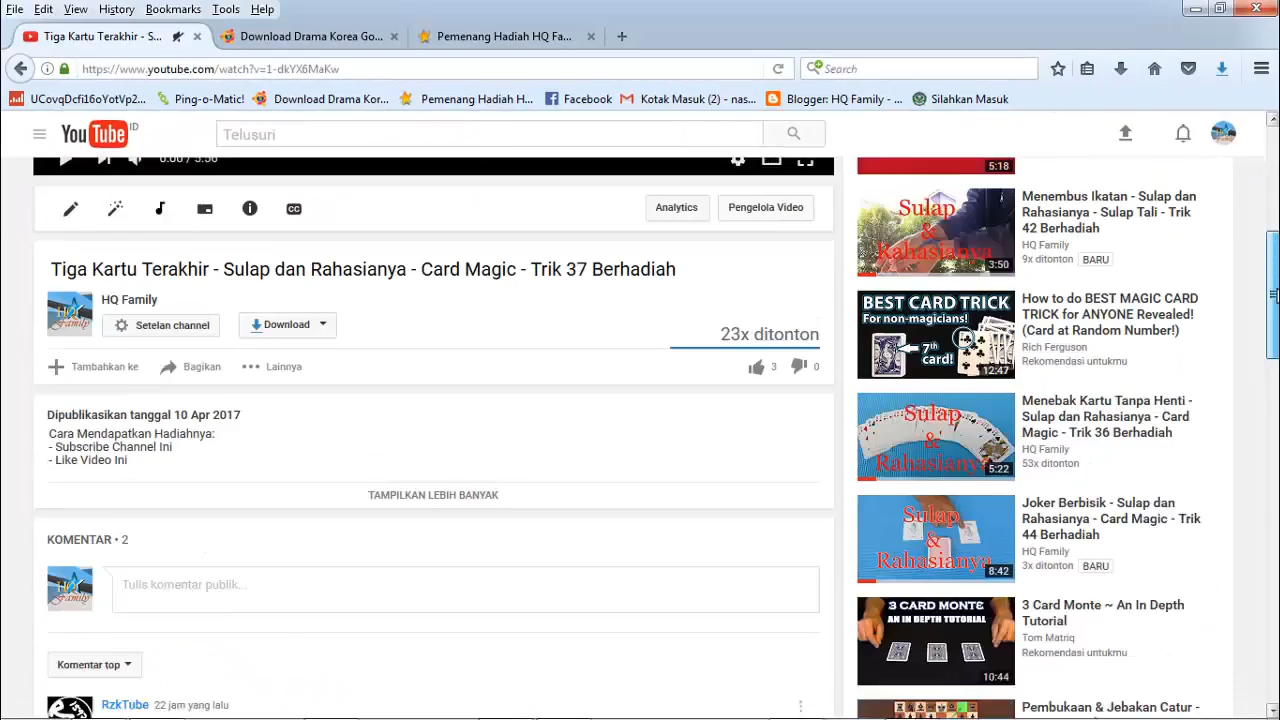 File Edit View History Bookmarks Tools Help
Tiga Kartu Terakhir - S...
Download Drama Korea Go...
Pemenang Hadiah HQ Fa...
https://www.youtube.com/watch?v=1-dkYX6MaKw
Search
UCovqDcfi16oYotVp2...
Ping-o-Matic!
Download Drama Kor...
Pemenang Hadiah H...
Facebook
Kotak Masuk (2) - nas...
Blogger: HQ Family - ...
Silahkan Masuk
YouTube ID
Telusuri
Analytics
Pengelola Video
Tiga Kartu Terakhir - Sulap dan Rahasianya - Card Magic - Trik 37 Berhadiah
HQ Family
Setelan channel
Download
23x ditonton
Tambahkan ke
Bagikan
Lainnya
3
0
Dipublikasikan tanggal 10 Apr 2017
Cara Mendapatkan Hadiahnya:
- Subscribe Channel Ini
- Like Video Ini
TAMPILKAN LEBIH BANYAK
KOMENTAR • 2
HQ
Family
Tulis komentar publik...
Komentar top
RzkTube 22 jam yang lalu
5:18
Sulap
&
Rahasianya
3:50
Menembus Ikatan - Sulap dan
Rahasianya - Sulap Tali - Trik
42 Berhadiah
HQ Family
9x ditonton BARU
BEST CARD TRICK
For non-magicians!
7th
card!
12:47
How to do BEST MAGIC CARD
TRICK for ANYONE Revealed!
(Card at Random Number!)
Rich Ferguson
Rekomendasi untukmu
Sulap
&
Rahasianya
5:22
Menebak Kartu Tanpa Henti -
Sulap dan Rahasianya - Card
Magic - Trik 36 Berhadiah
HQ Family
53x ditonton
Sulap
&
Rahasianya
8:42
Joker Berbisik - Sulap dan
Rahasianya - Card Magic - Trik
44 Berhadiah
HQ Family
3x ditonton BARU
3 CARD MONTE
AN IN DEPTH TUTORIAL
10:44
3 Card Monte ~ An In Depth
Tutorial
Tom Matriq
Rekomendasi untukmu
Pembukaan & Jebakan Catur -